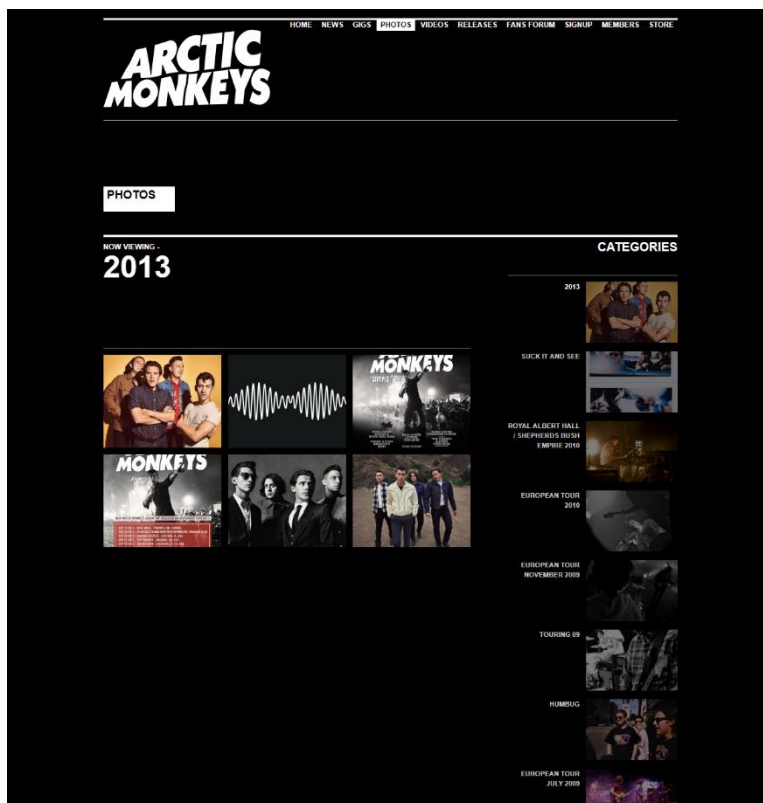 HOME NEWS GIGS PHOTOS VIDEOS RELEASES FANS FORUM SIGNUP MEMBERS STORE
ARCTIC
MONKEYS
PHOTOS
NOW VIEWING -
2013
CATEGORIES
2013
SUCK IT AND SEE
ROYAL ALBERT HALL
/ SHEPHERDS BUSH
EMPIRE 2010
EUROPEAN TOUR
2010
EUROPEAN TOUR
NOVEMBER 2009
TOURING 09
HUMBUG
EUROPEAN TOUR
JULY 2009
MONKEYS
MONKEYS